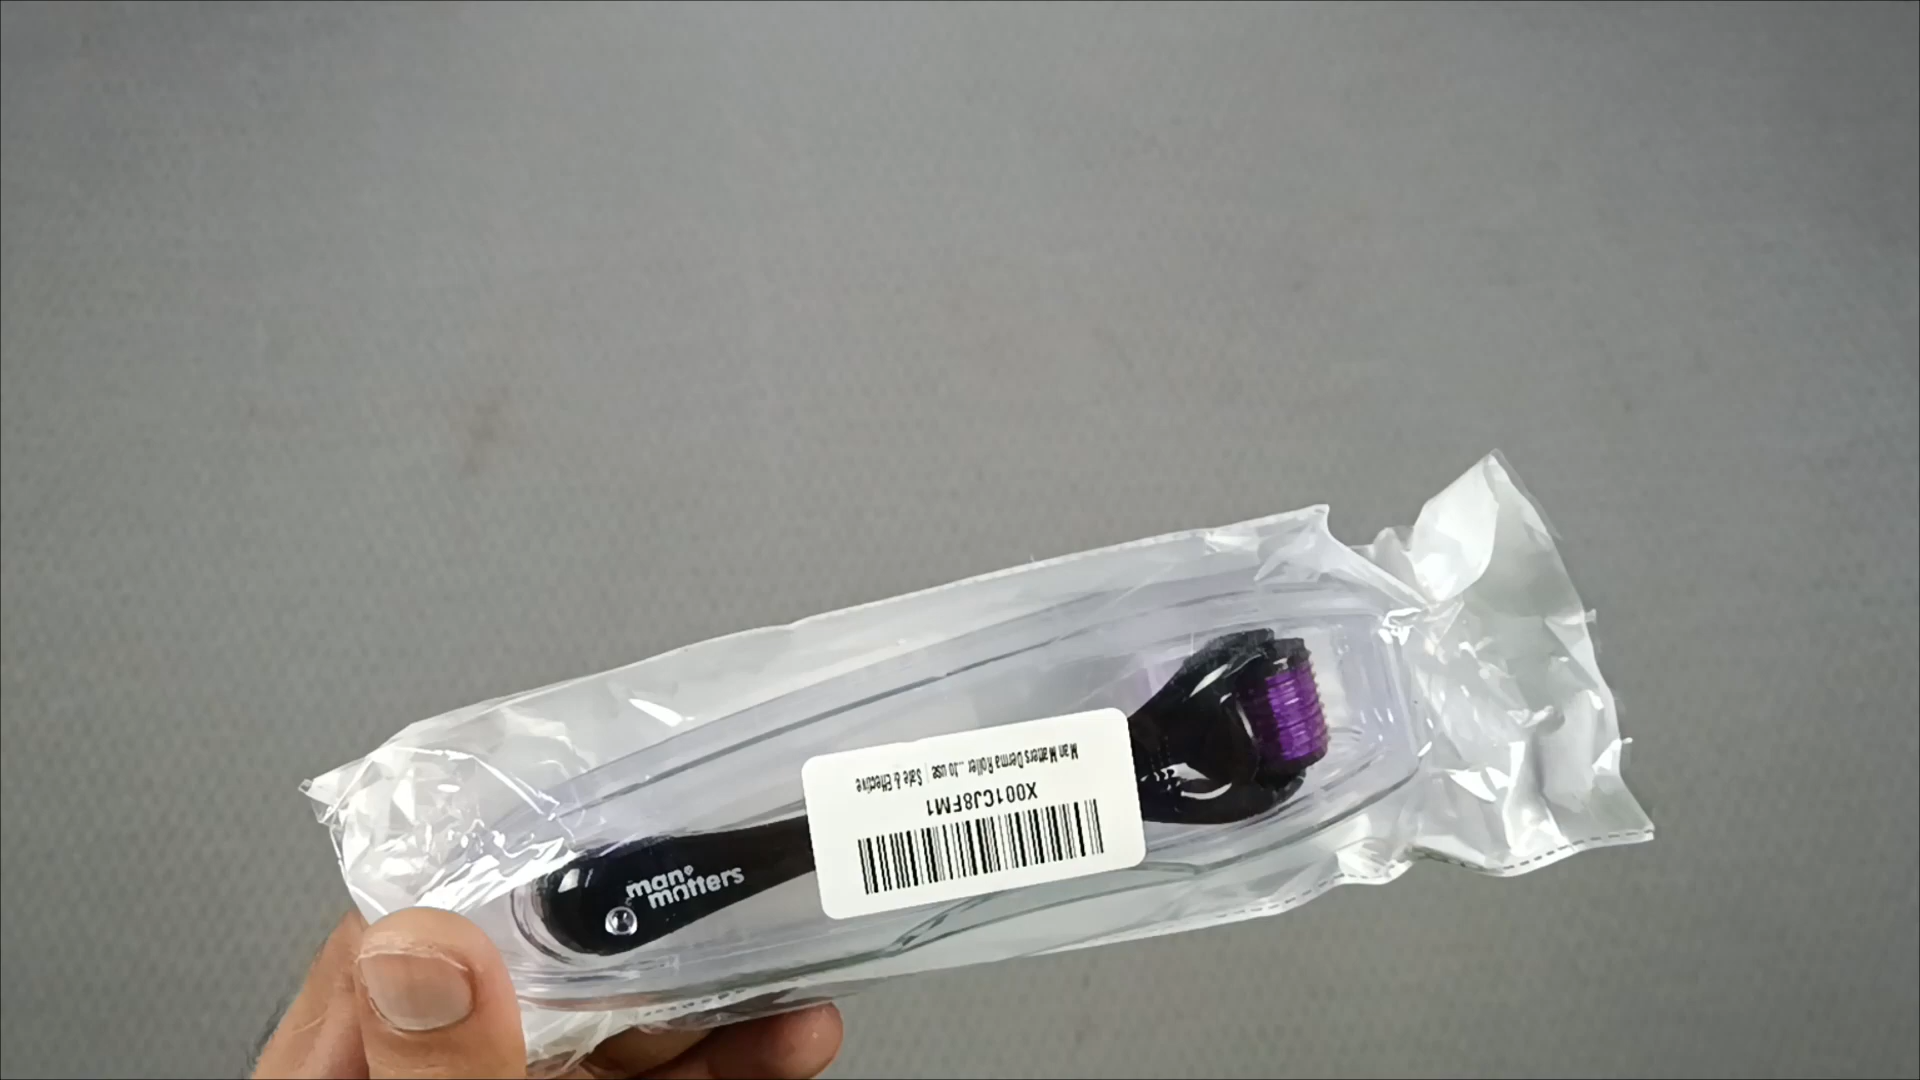 man
matters
Man Matters Derma Roller ...to use | Safe & Effective
X001CJ8FM1